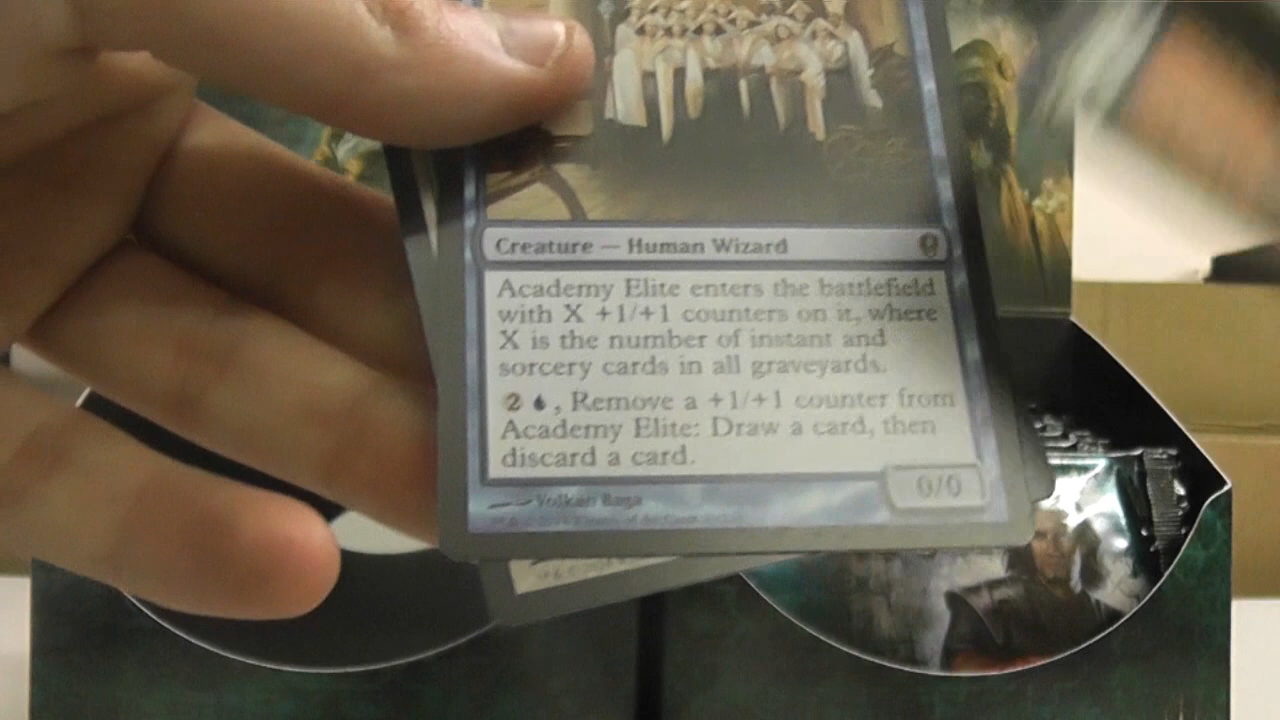 Creature — Human Wizard
Academy Elite enters the battlefield
with X +1/+1 counters on it, where
X is the number of instant and
sorcery cards in all graveyards.
2 , Remove a +1/+1 counter from
Academy Elite: Draw a card, then
discard a card.
0/0
Volkan Baga